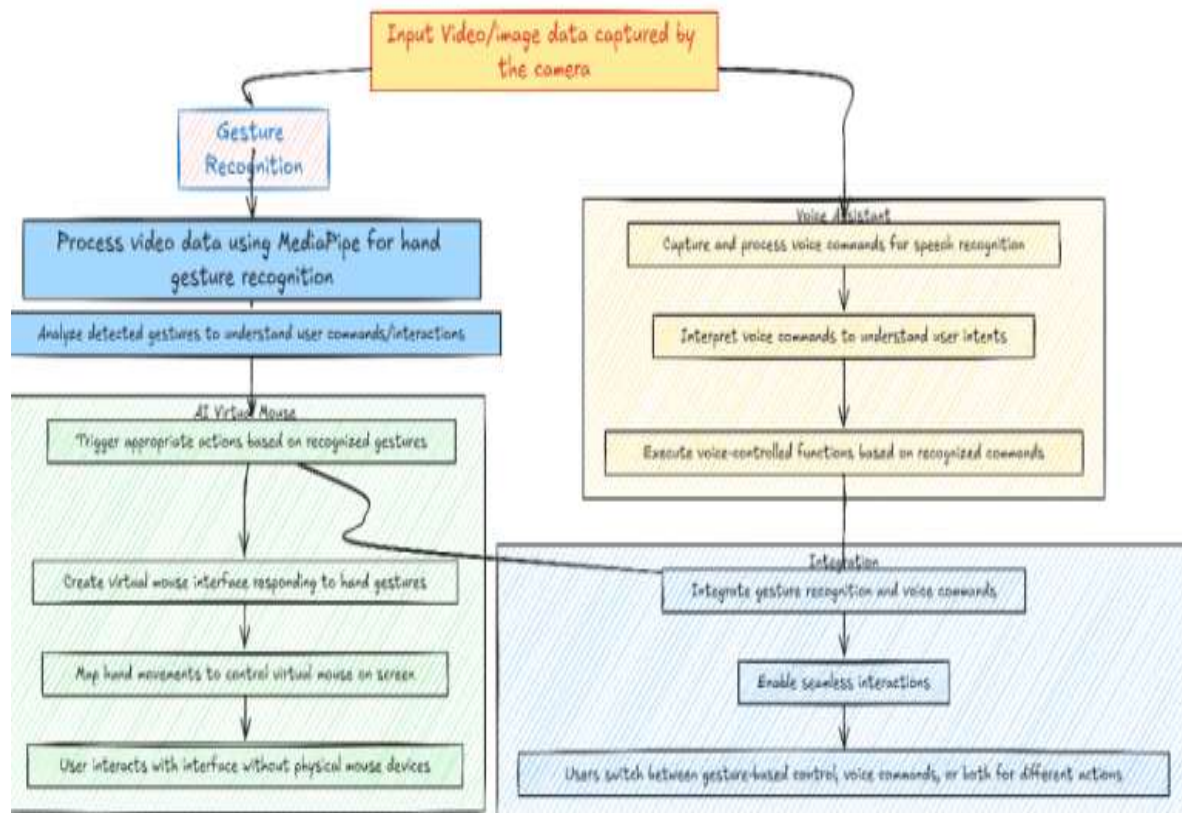 Input Video/image data captured by
the camera
Gesture
Recognition
Process video data using MediaPipe for hand
gesture recognition
Analyze detected gestures to understand user commands/interactions
AI Virtual Mouse
Trigger appropriate actions based on recognized gestures
Create virtual mouse interface responding to hand gestures
Map hand movements to control virtual mouse on screen
User interacts with interface without physical mouse devices
Voice Assistant
Capture and process voice commands for speech recognition
Interpret voice commands to understand user intents
Execute voice-controlled functions based on recognized commands
Integration
Integrate gesture recognition and voice commands
Enable seamless interactions
Users switch between gesture-based control, voice commands, or both for different actions